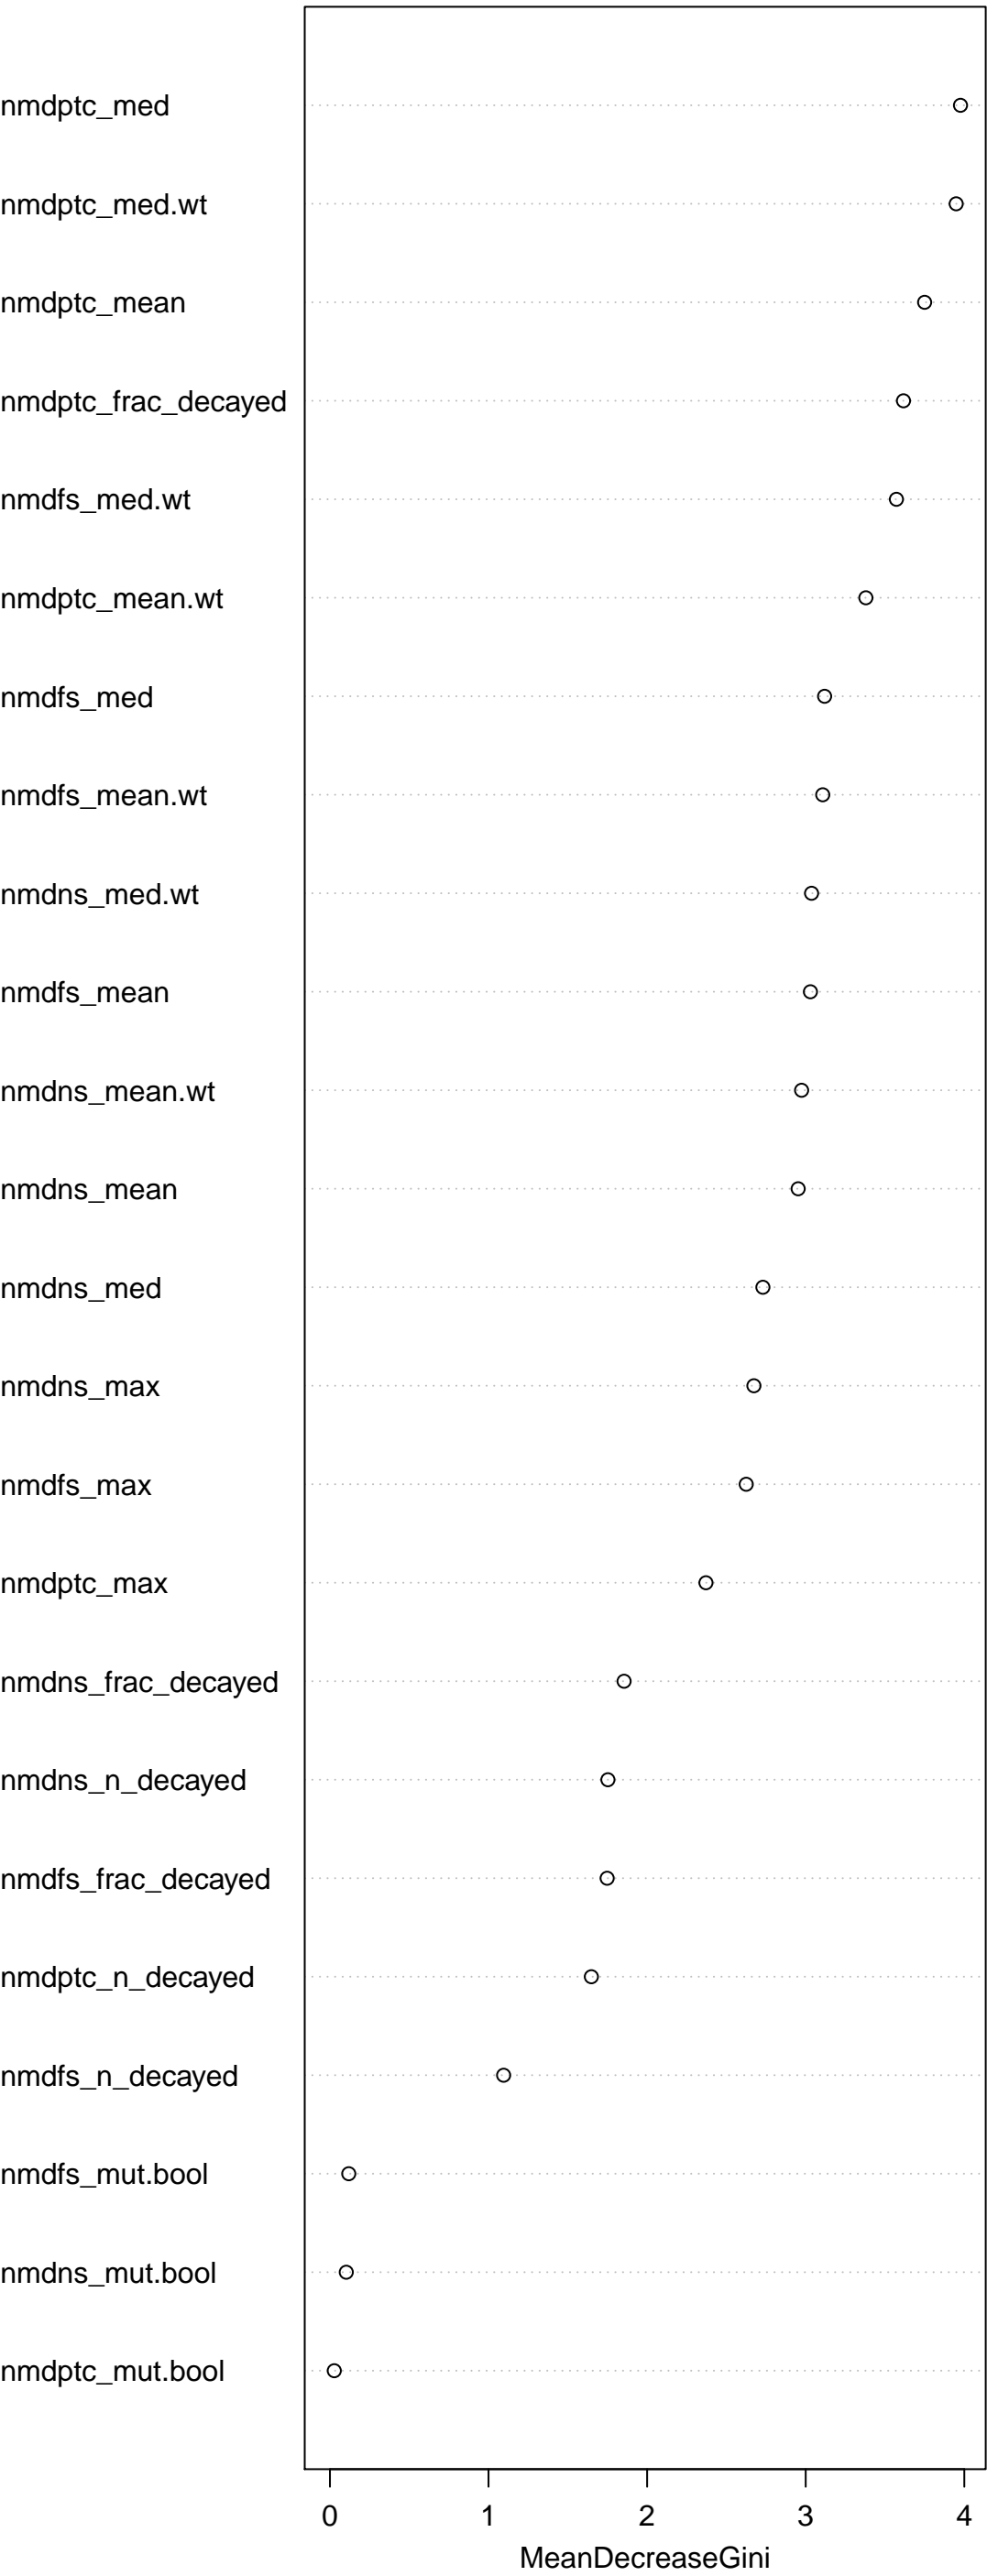 nmdptc_med
nmdptc_med.wt
nmdptc_mean
nmdptc_frac_decayed
nmdfs_med.wt
nmdptc_mean.wt
nmdfs_med
nmdfs_mean.wt
nmdns_med.wt
nmdfs_mean
nmdns_mean.wt
nmdns_mean
nmdns_med
nmdns_max
nmdfs_max
nmdptc_max
nmdns_frac_decayed
nmdns_n_decayed
nmdfs_frac_decayed
nmdptc_n_decayed
nmdfs_n_decayed
nmdfs_mut.bool
nmdns_mut.bool
nmdptc_mut.bool
0 1 2 3 4
MeanDecreaseGini